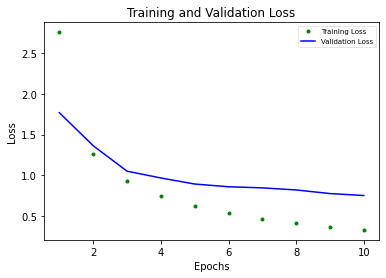 Training and Validation Loss
Training Loss
Validation Loss
2.5
2.0
1.5
1.0
0.5
Loss
2 4 6 8 10
Epochs